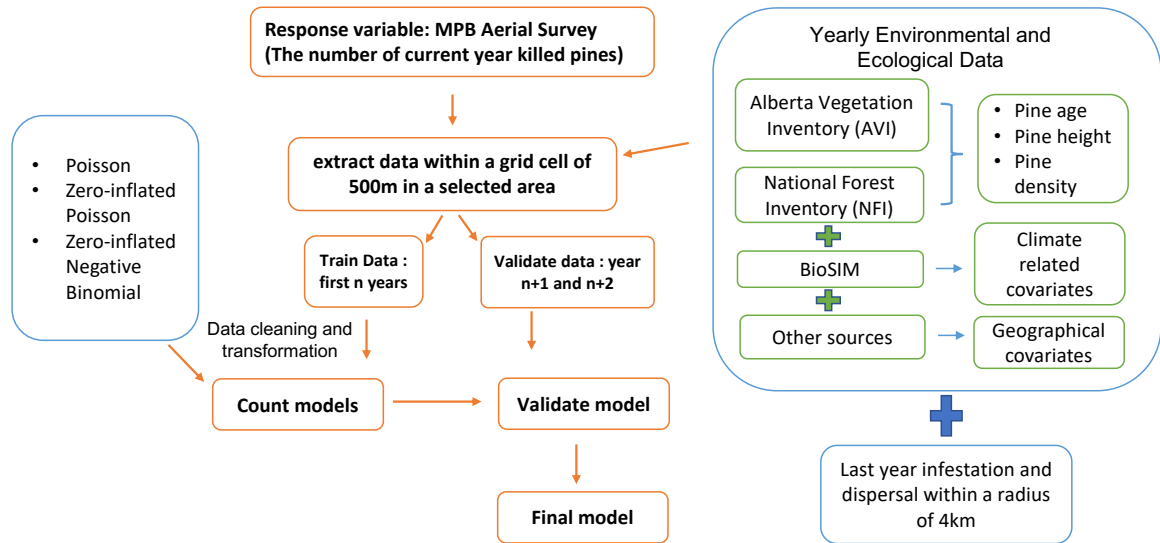 Response variable: MPB Aerial Survey
(The number of current year killed pines)
extract data within a grid cell of
500m in a selected area
Train Data :
first n years
Validate data : year
n+1 and n+2
Data cleaning and
transformation
• Poisson
• Zero-inflated
Poisson
• Zero-inflated
Negative
Binomial
Count models
Validate model
Final model
Yearly Environmental and
Ecological Data
Alberta Vegetation
Inventory (AVI)
National Forest
Inventory (NFI)
• Pine age
• Pine height
• Pine
density
BioSIM
Climate
related
covariates
Other sources
Geographical
covariates
Last year infestation and
dispersal within a radius
of 4km